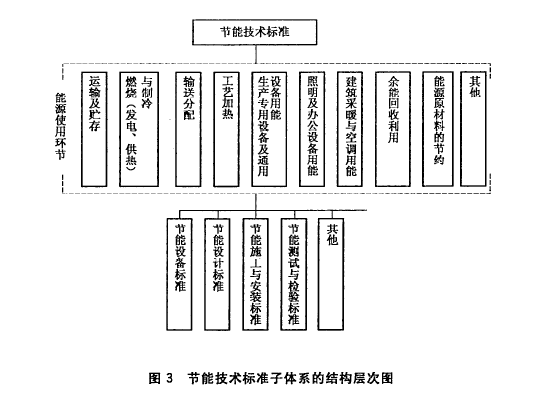 节能技术标准
能源使用环节
运输及贮存
燃烧(发电、供热)
与制冷
输送分配
工艺加热
生产专用设备及通用
设备用能
照明及办公设备用能
建筑采暖与空调用能
余能回收利用
能源原材料的节约
其他
节能设备标准
节能设计标准
节能施工与安装标准
节能测试与检验标准
其他
图 3 节能技术标准子体系的结构层次图